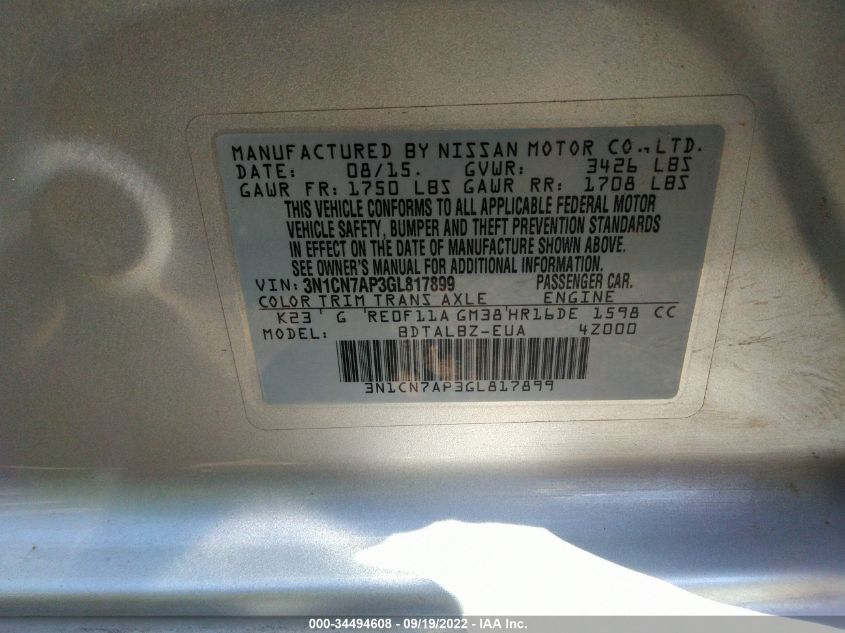 MANUFACTURED BY NISSAN MOTOR CO.,LTD.
DATE: 08/15. GVWR: 3426 LBS
GAWR FR: 1750 LBS GAWR RR: 1708 LBS
THIS VEHICLE CONFORMS TO ALL APPLICABLE FEDERAL MOTOR
VEHICLE SAFETY, BUMPER AND THEFT PREVENTION STANDARDS
IN EFFECT ON THE DATE OF MANUFACTURE SHOWN ABOVE.
SEE OWNER'S MANUAL FOR ADDITIONAL INFORMATION.
VIN: 3N1CN7AP3GL817899 PASSENGER CAR.
COLOR TRIM TRANS AXLE ENGINE
K23 G RE0F11A GM38 HR16DE 1598 CC
MODEL: BDTALBZ-EUA 4Z000
3N1CN7AP3GL817899
000-34494608 - 09/19/2022 - IAA Inc.